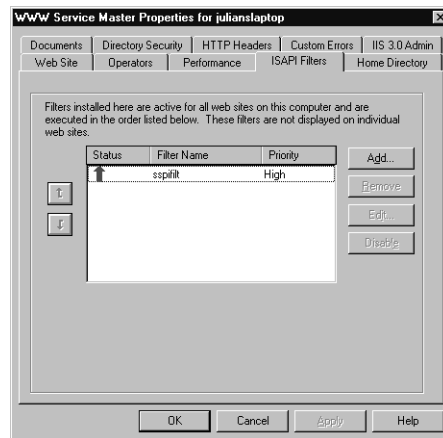 WWW Service Master Properties for julianslaptop
Documents Directory Security HTTP Headers Custom Errors IIS 3.0 Admin
Web Site Operators Performance ISAPI Filters Home Directory
Filters installed here are active for all web sites on this computer and are
executed in the order listed below. These filters are not displayed on individual
web sites.
Status Filter Name Priority
sspifilt High
Add...
Remove
Edit...
Disable
OK Cancel Apply Help